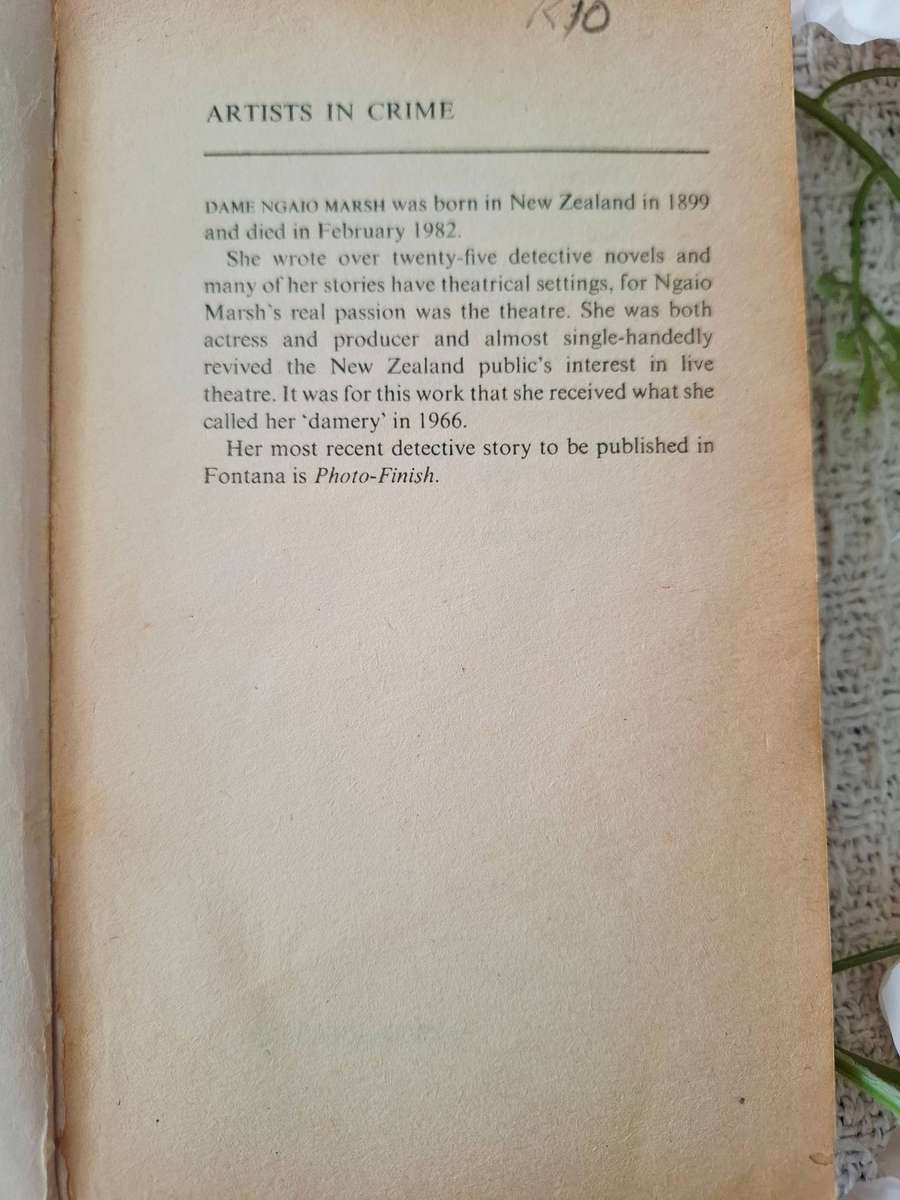 R10
ARTISTS IN CRIME
DAME NGAIO MARSH was born in New Zealand in 1899
and died in February 1982.
She wrote over twenty-five detective novels and
many of her stories have theatrical settings, for Ngaio
Marsh's real passion was the theatre. She was both
actress and producer and almost single-handedly
revived the New Zealand public's interest in live
theatre. It was for this work that she received what she
called her ‛damery’ in 1966.
Her most recent detective story to be published in
Fontana is Photo-Finish.